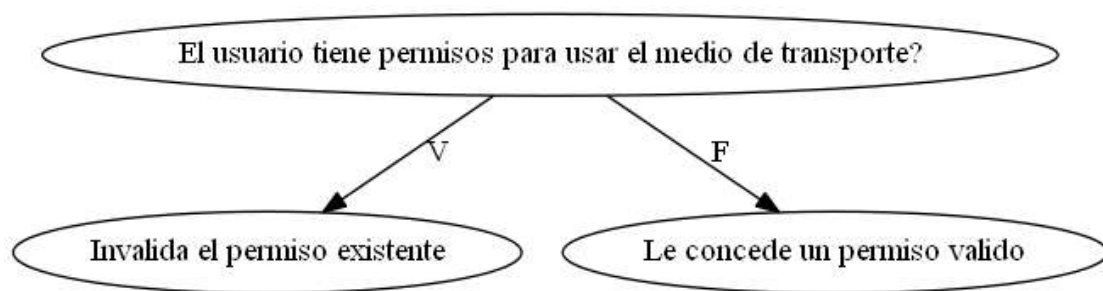 El usuario tiene permisos para usar el medio de transporte?
V
F
Invalida el permiso existente
Le concede un permiso valido